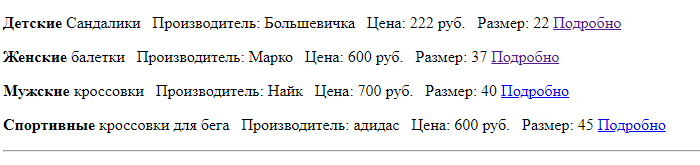 Детские Сандалики Производитель: Большевичка Цена: 222 руб. Размер: 22 Подробно
Женские балетки Производитель: Марко Цена: 600 руб. Размер: 37 Подробно
Мужские кроссовки Производитель: Найк Цена: 700 руб. Размер: 40 Подробно
Спортивные кроссовки для бега Производитель: адидас Цена: 600 руб. Размер: 45 Подробно